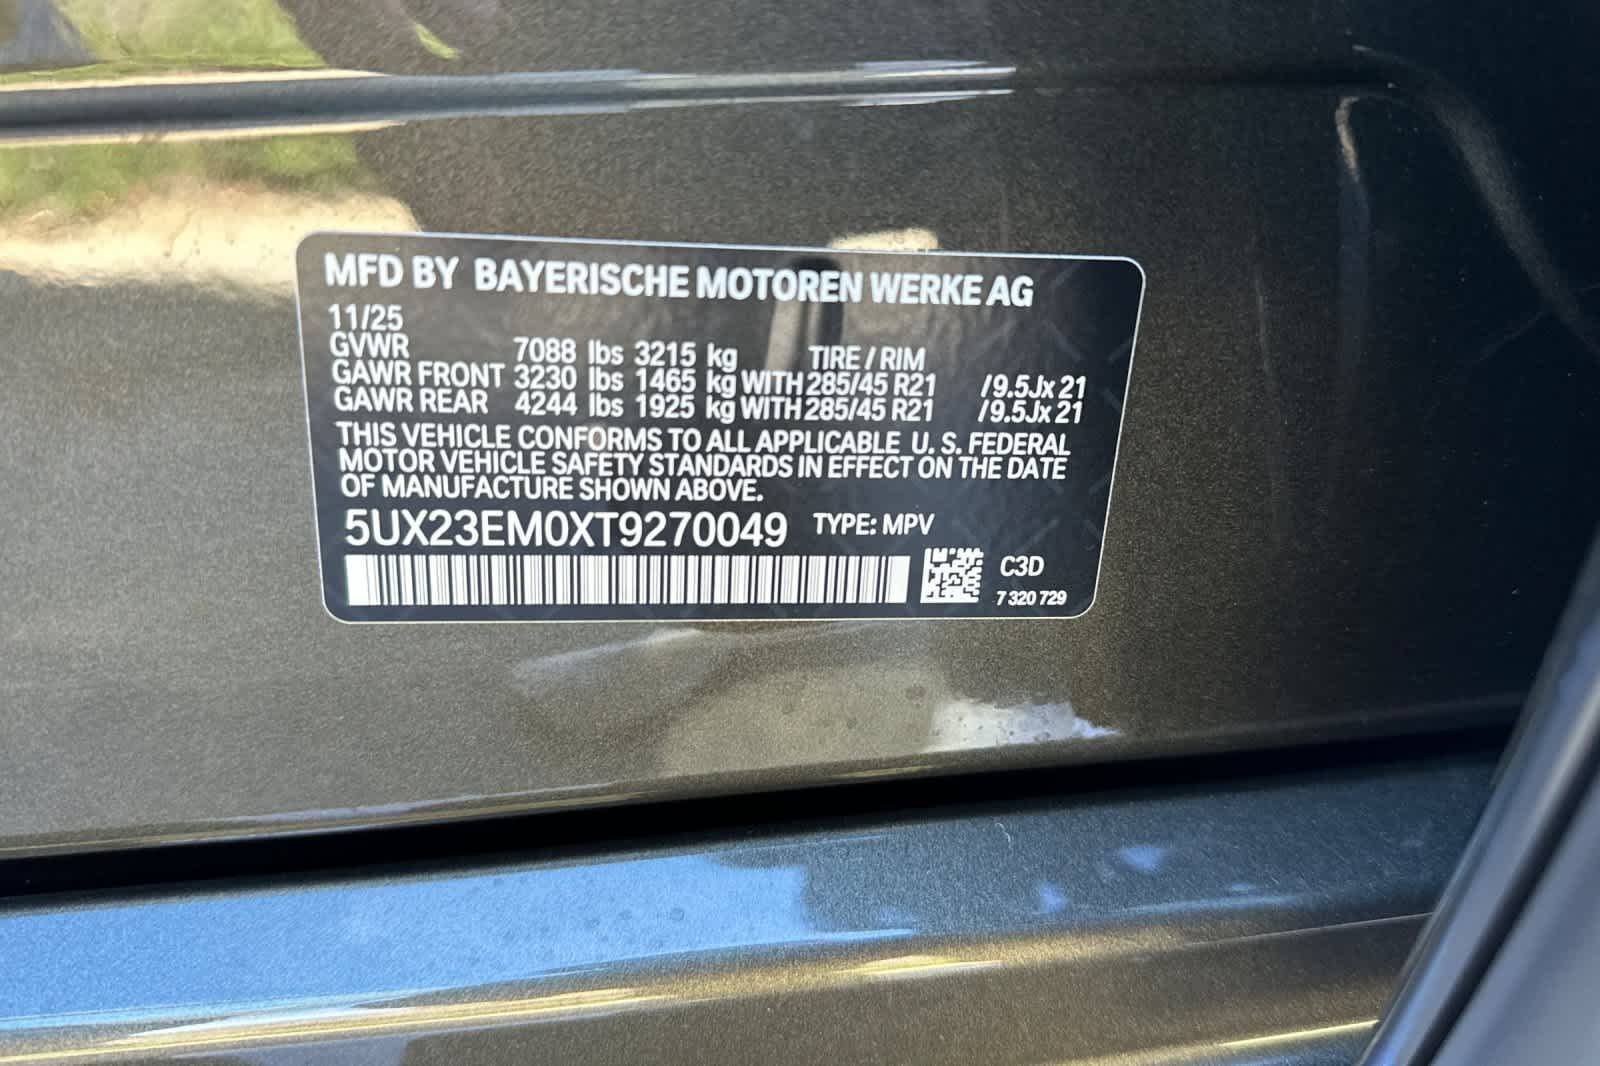 MFD BY BAYERISCHE MOTOREN WERKE AG
11/25
GVWR 7088 lbs 3215 kg TIRE / RIM
GAWR FRONT 3230 lbs 1465 kg WITH 285/45 R21 /9.5Jx 21
GAWR REAR 4244 lbs 1925 kg WITH 285/45 R21 /9.5Jx 21
THIS VEHICLE CONFORMS TO ALL APPLICABLE U. S. FEDERAL
MOTOR VEHICLE SAFETY STANDARDS IN EFFECT ON THE DATE
OF MANUFACTURE SHOWN ABOVE.
5UX23EM0XT9270049 TYPE: MPV
C3D
7 320 729